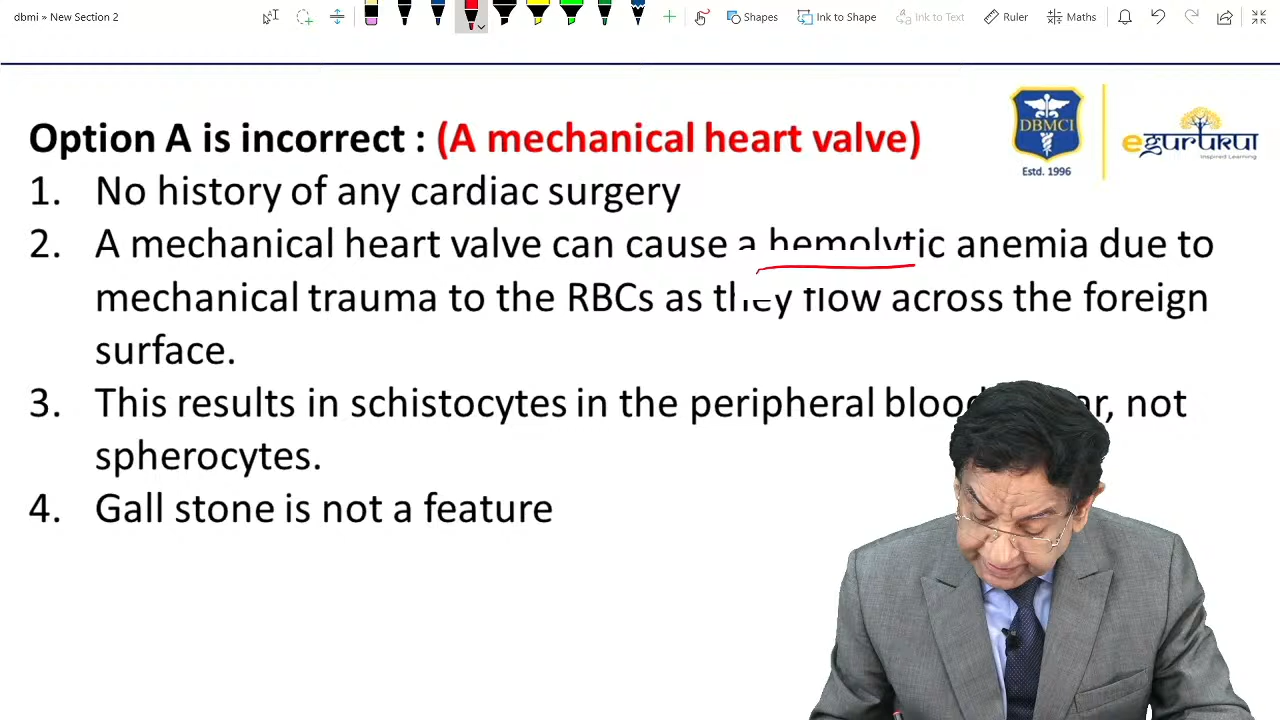 dbmi » New Section 2
Shapes
Ink to Shape
Ink to Text
Ruler
Maths
Option A is incorrect : (A mechanical heart valve)
DBMCI
Estd. 1996
egurukul
Inspired Learning
1. No history of any cardiac surgery
2. A mechanical heart valve can cause a hemolytic anemia due to
mechanical trauma to the RBCs as they flow across the foreign
surface.
3. This results in schistocytes in the peripheral blood not
spherocytes.
4. Gall stone is not a feature